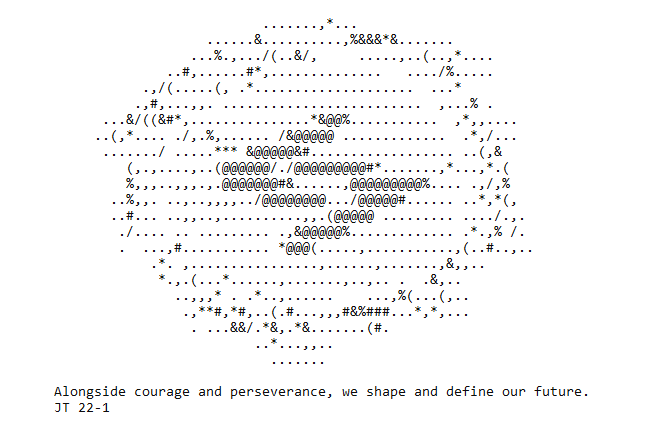 Alongside courage and perseverance, we shape and define our future.
JT 22-1